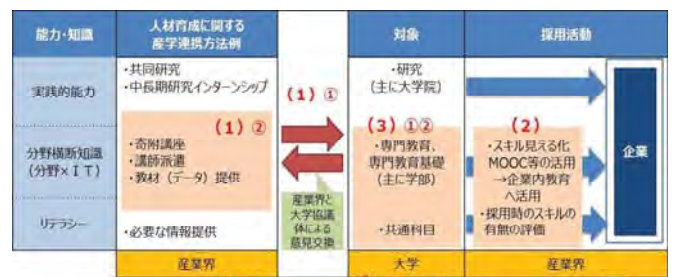 能力・知識
人材育成に関する
産学連携方法例
対象
採用活動
実践的能力
・共同研究
・中長期研究インターンシップ
(1)①
・研究
(主に大学院)
企業
分野横断知識
(分野×IT)
(1)②
・寄附講座
・講師派遣
・教材(データ)提供
(3)①②
・専門教育、
専門教育基礎
(主に学部)
(2)
・スキル見える化
MOOC等の活用
→企業内教育
へ活用
・採用時のスキルの
有無の評価
産業界と
大学協議
体による
意見交換
リテラシー
・必要な情報提供
・共通科目
産業界
大学
産業界